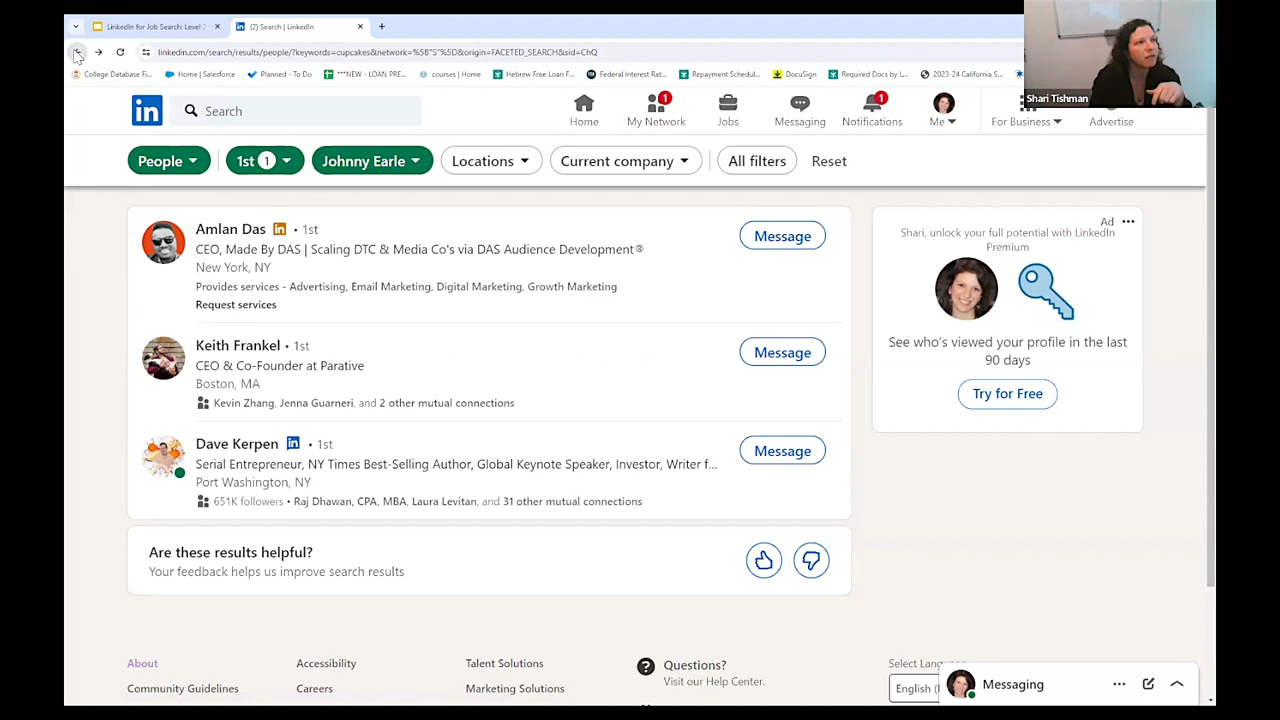 LinkedIn for Job Search: Level 2
(2) Search | LinkedIn
linkedin.com/search/results/people/?keywords=cupcakes&network=%5B"S"%5D&origin=FACETED_SEARCH&sid=ChQ
College Database Fi...
Home | Salesforce
Planned - To Do
***NEW - LOAN PRE...
courses | Home
Hebrew Free Loan F...
Federal Interest Rat...
Repayment Schedul...
DocuSign
Required Docs by L...
2023-24 California S...
Shari Tishman
in
Search
Home
1
My Network
Jobs
Messaging
1
Notifications
Me
For Business
Advertise
People
1st 1
Johnny Earle
Locations
Current company
All filters
Reset
Amlan Das in • 1st
CEO, Made By DAS | Scaling DTC & Media Co's via DAS Audience Development®
New York, NY
Provides services - Advertising, Email Marketing, Digital Marketing, Growth Marketing
Request services
Message
Keith Frankel • 1st
CEO & Co-Founder at Parative
Boston, MA
Kevin Zhang, Jenna Guarneri, and 2 other mutual connections
Message
Dave Kerpen in • 1st
Serial Entrepreneur, NY Times Best-Selling Author, Global Keynote Speaker, Investor, Writer f...
Port Washington, NY
651K followers • Raj Dhawan, CPA, MBA, Laura Levitan, and 31 other mutual connections
Message
Ad
Shari, unlock your full potential with LinkedIn
Premium
See who's viewed your profile in the last
90 days
Try for Free
Are these results helpful?
Your feedback helps us improve search results
About
Accessibility
Talent Solutions
Questions?
Select Langu
Community Guidelines
Careers
Marketing Solutions
Visit our Help Center.
English (
Messaging